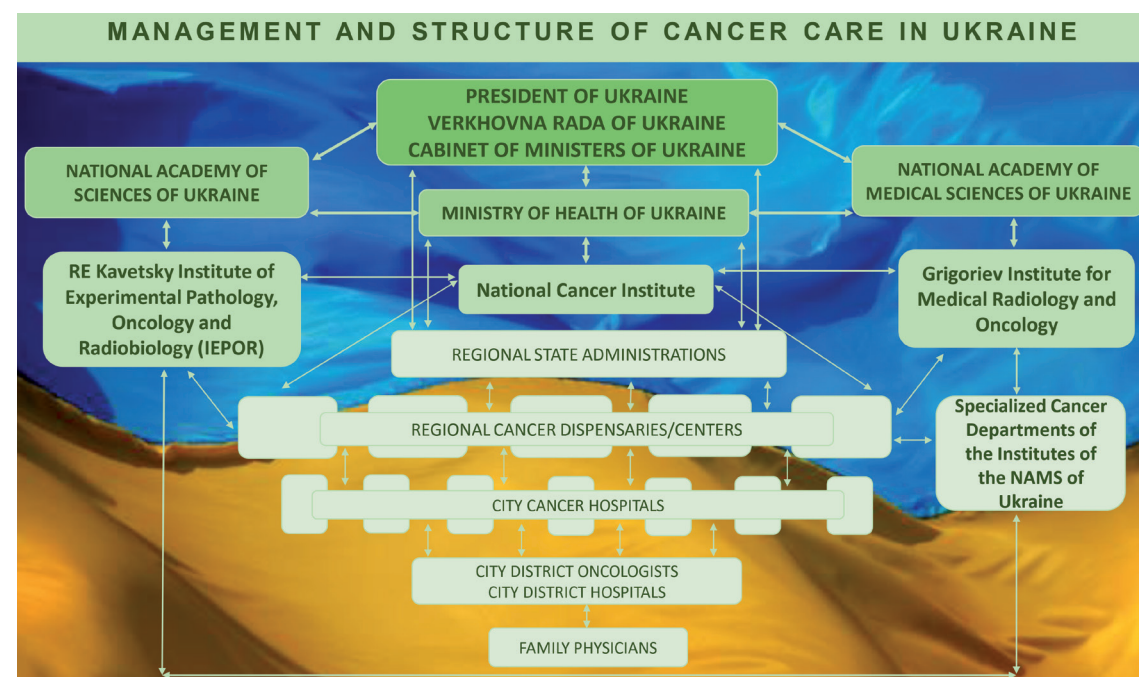 MANAGEMENT AND STRUCTURE OF CANCER CARE IN UKRAINE
PRESIDENT OF UKRAINE
VERKHOVNA RADA OF UKRAINE
CABINET OF MINISTERS OF UKRAINE
NATIONAL ACADEMY OF
SCIENCES OF UKRAINE
NATIONAL ACADEMY OF
MEDICAL SCIENCES OF UKRAINE
MINISTRY OF HEALTH OF UKRAINE
RE Kavetsky Institute of
Experimental Pathology,
Oncology and
Radiobiology (IEPOR)
National Cancer Institute
Grigoriev Institute for
Medical Radiology and
Oncology
REGIONAL STATE ADMINISTRATIONS
REGIONAL CANCER DISPENSARIES/CENTERS
Specialized Cancer
Departments of
the Institutes of
the NAMS of
Ukraine
CITY CANCER HOSPITALS
CITY DISTRICT ONCOLOGISTS
CITY DISTRICT HOSPITALS
FAMILY PHYSICIANS